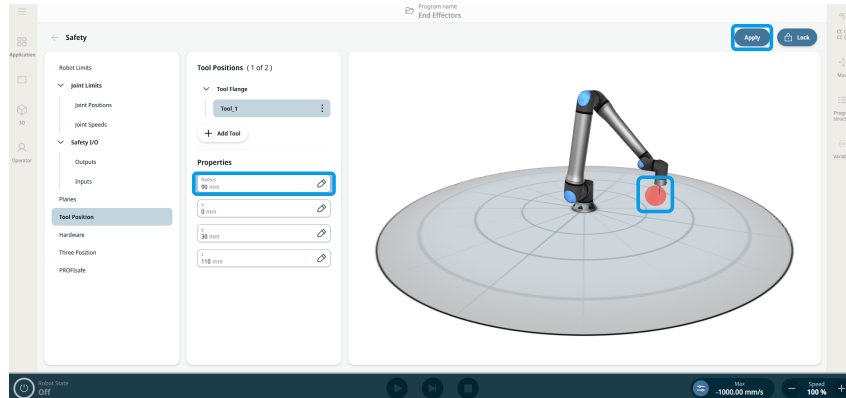 Program name
End Effectors
Application
3D
Operator
← Safety
Apply
Lock
Robot Limits
Joint Limits
Joint Positions
Joint Speeds
Safety I/O
Outputs
Inputs
Planes
Tool Position
Hardware
Three Position
PROFIsafe
Tool Positions ( 1 of 2 )
Tool Flange
Tool_1
+ Add Tool
Properties
Radius
90 mm
X
0 mm
Y
30 mm
Z
110 mm
Robot State
Off
Max
-1000.00 mm/s
Speed
100 %